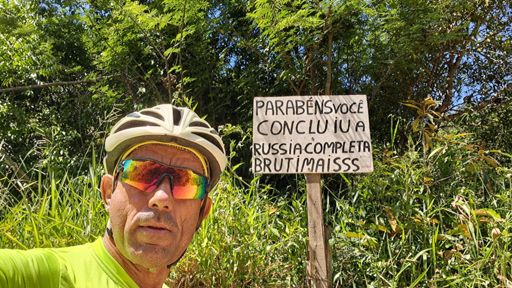 PARABÉNS VOCÊ
CONCLUIU A
RUSSIA COMPLETA
BRUTIMAISSS